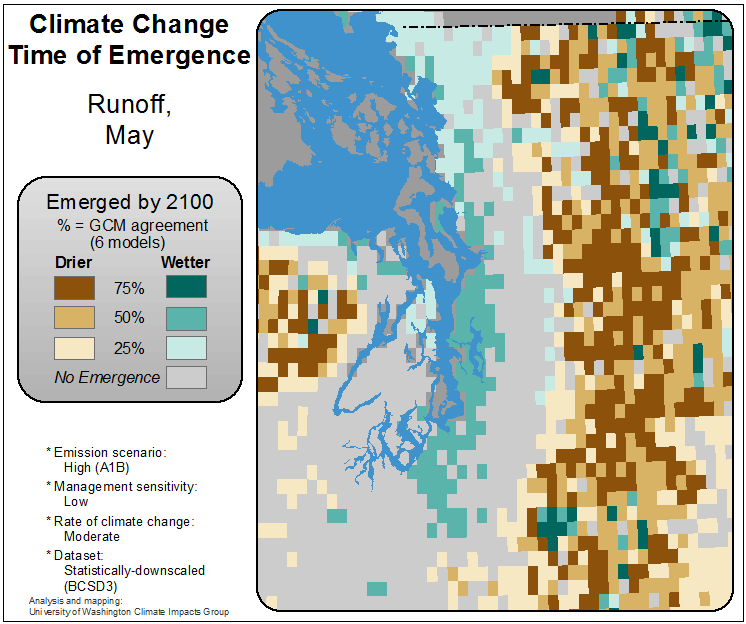 Climate Change
Time of Emergence
Runoff,
May
Emerged by 2100
% = GCM agreement
(6 models)
Drier Wetter
75%
50%
25%
No Emergence
* Emission scenario:
High (A1B)
* Management sensitivity:
Low
* Rate of climate change:
Moderate
* Dataset:
Statistically-downscaled
(BCSD3)
Analysis and mapping:
University of Washington Climate Impacts Group